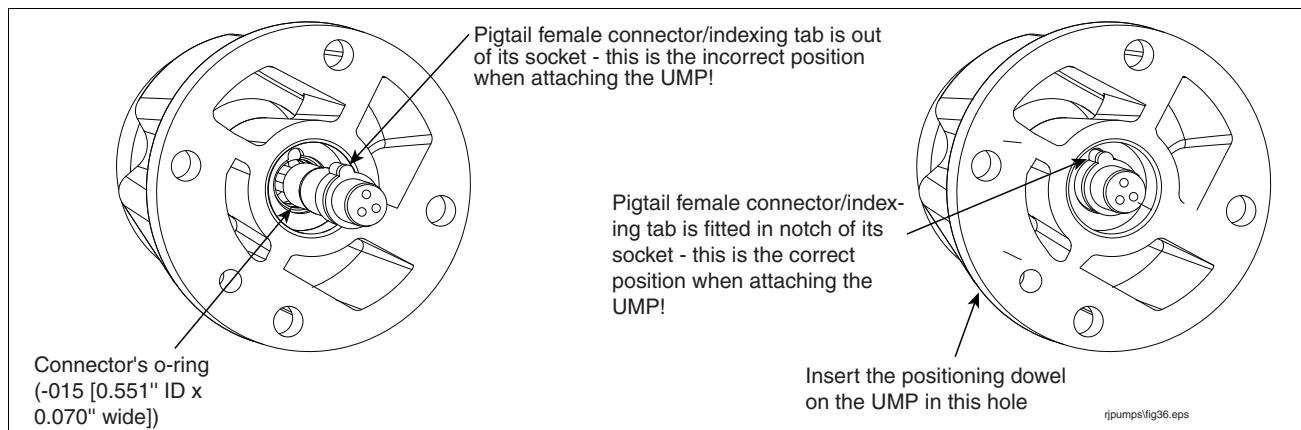 Pigtail female connector/indexing tab is out
of its socket - this is the incorrect position
when attaching the UMP!
Connector's o-ring
(-015 [0.551" ID x
0.070" wide])
Pigtail female connector/index-
ing tab is fitted in notch of its
socket - this is the correct
position when attaching the
UMP!
Insert the positioning dowel
on the UMP in this hole
rjpumps\fig36.eps